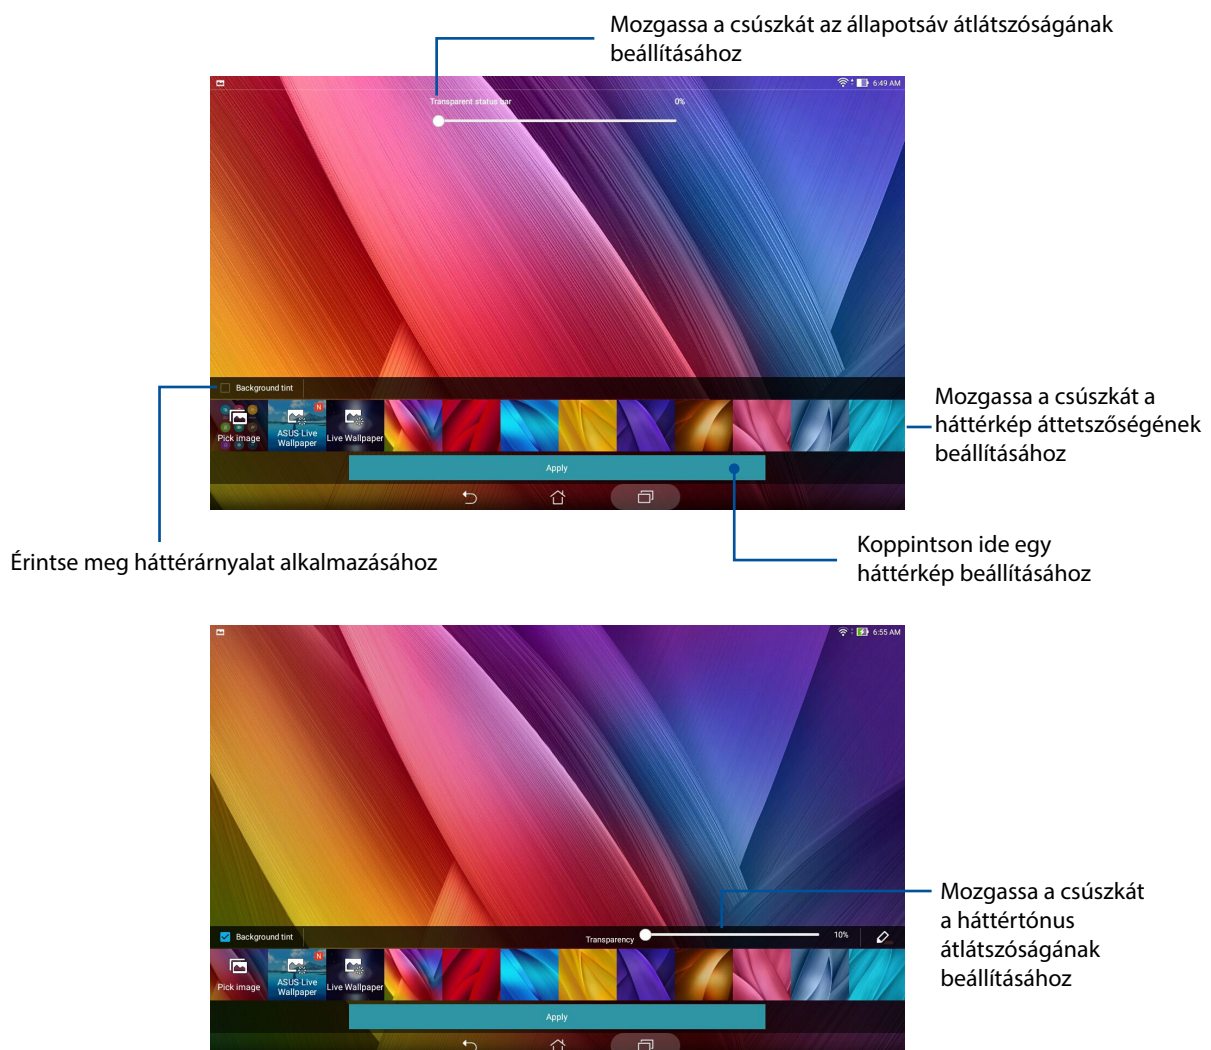 Mozgassa a csúszkát az állapotsáv átlátszóságának
beállításához
6:49 AM
Transparent status bar
0%
Background tint
Pick image
ASUS Live
Wallpaper
N
Live Wallpaper
Apply
Mozgassa a csúszkát a
háttérkép áttetszőségének
beállításához
Érintse meg háttérárnyalat alkalmazásához
Koppintson ide egy
háttérkép beállításához
6:55 AM
Background tint
Transparency
10%
Pick image
ASUS Live
Wallpaper
N
Live Wallpaper
Apply
Mozgassa a csúszkát
a háttértónus
átlátszóságának
beállításához